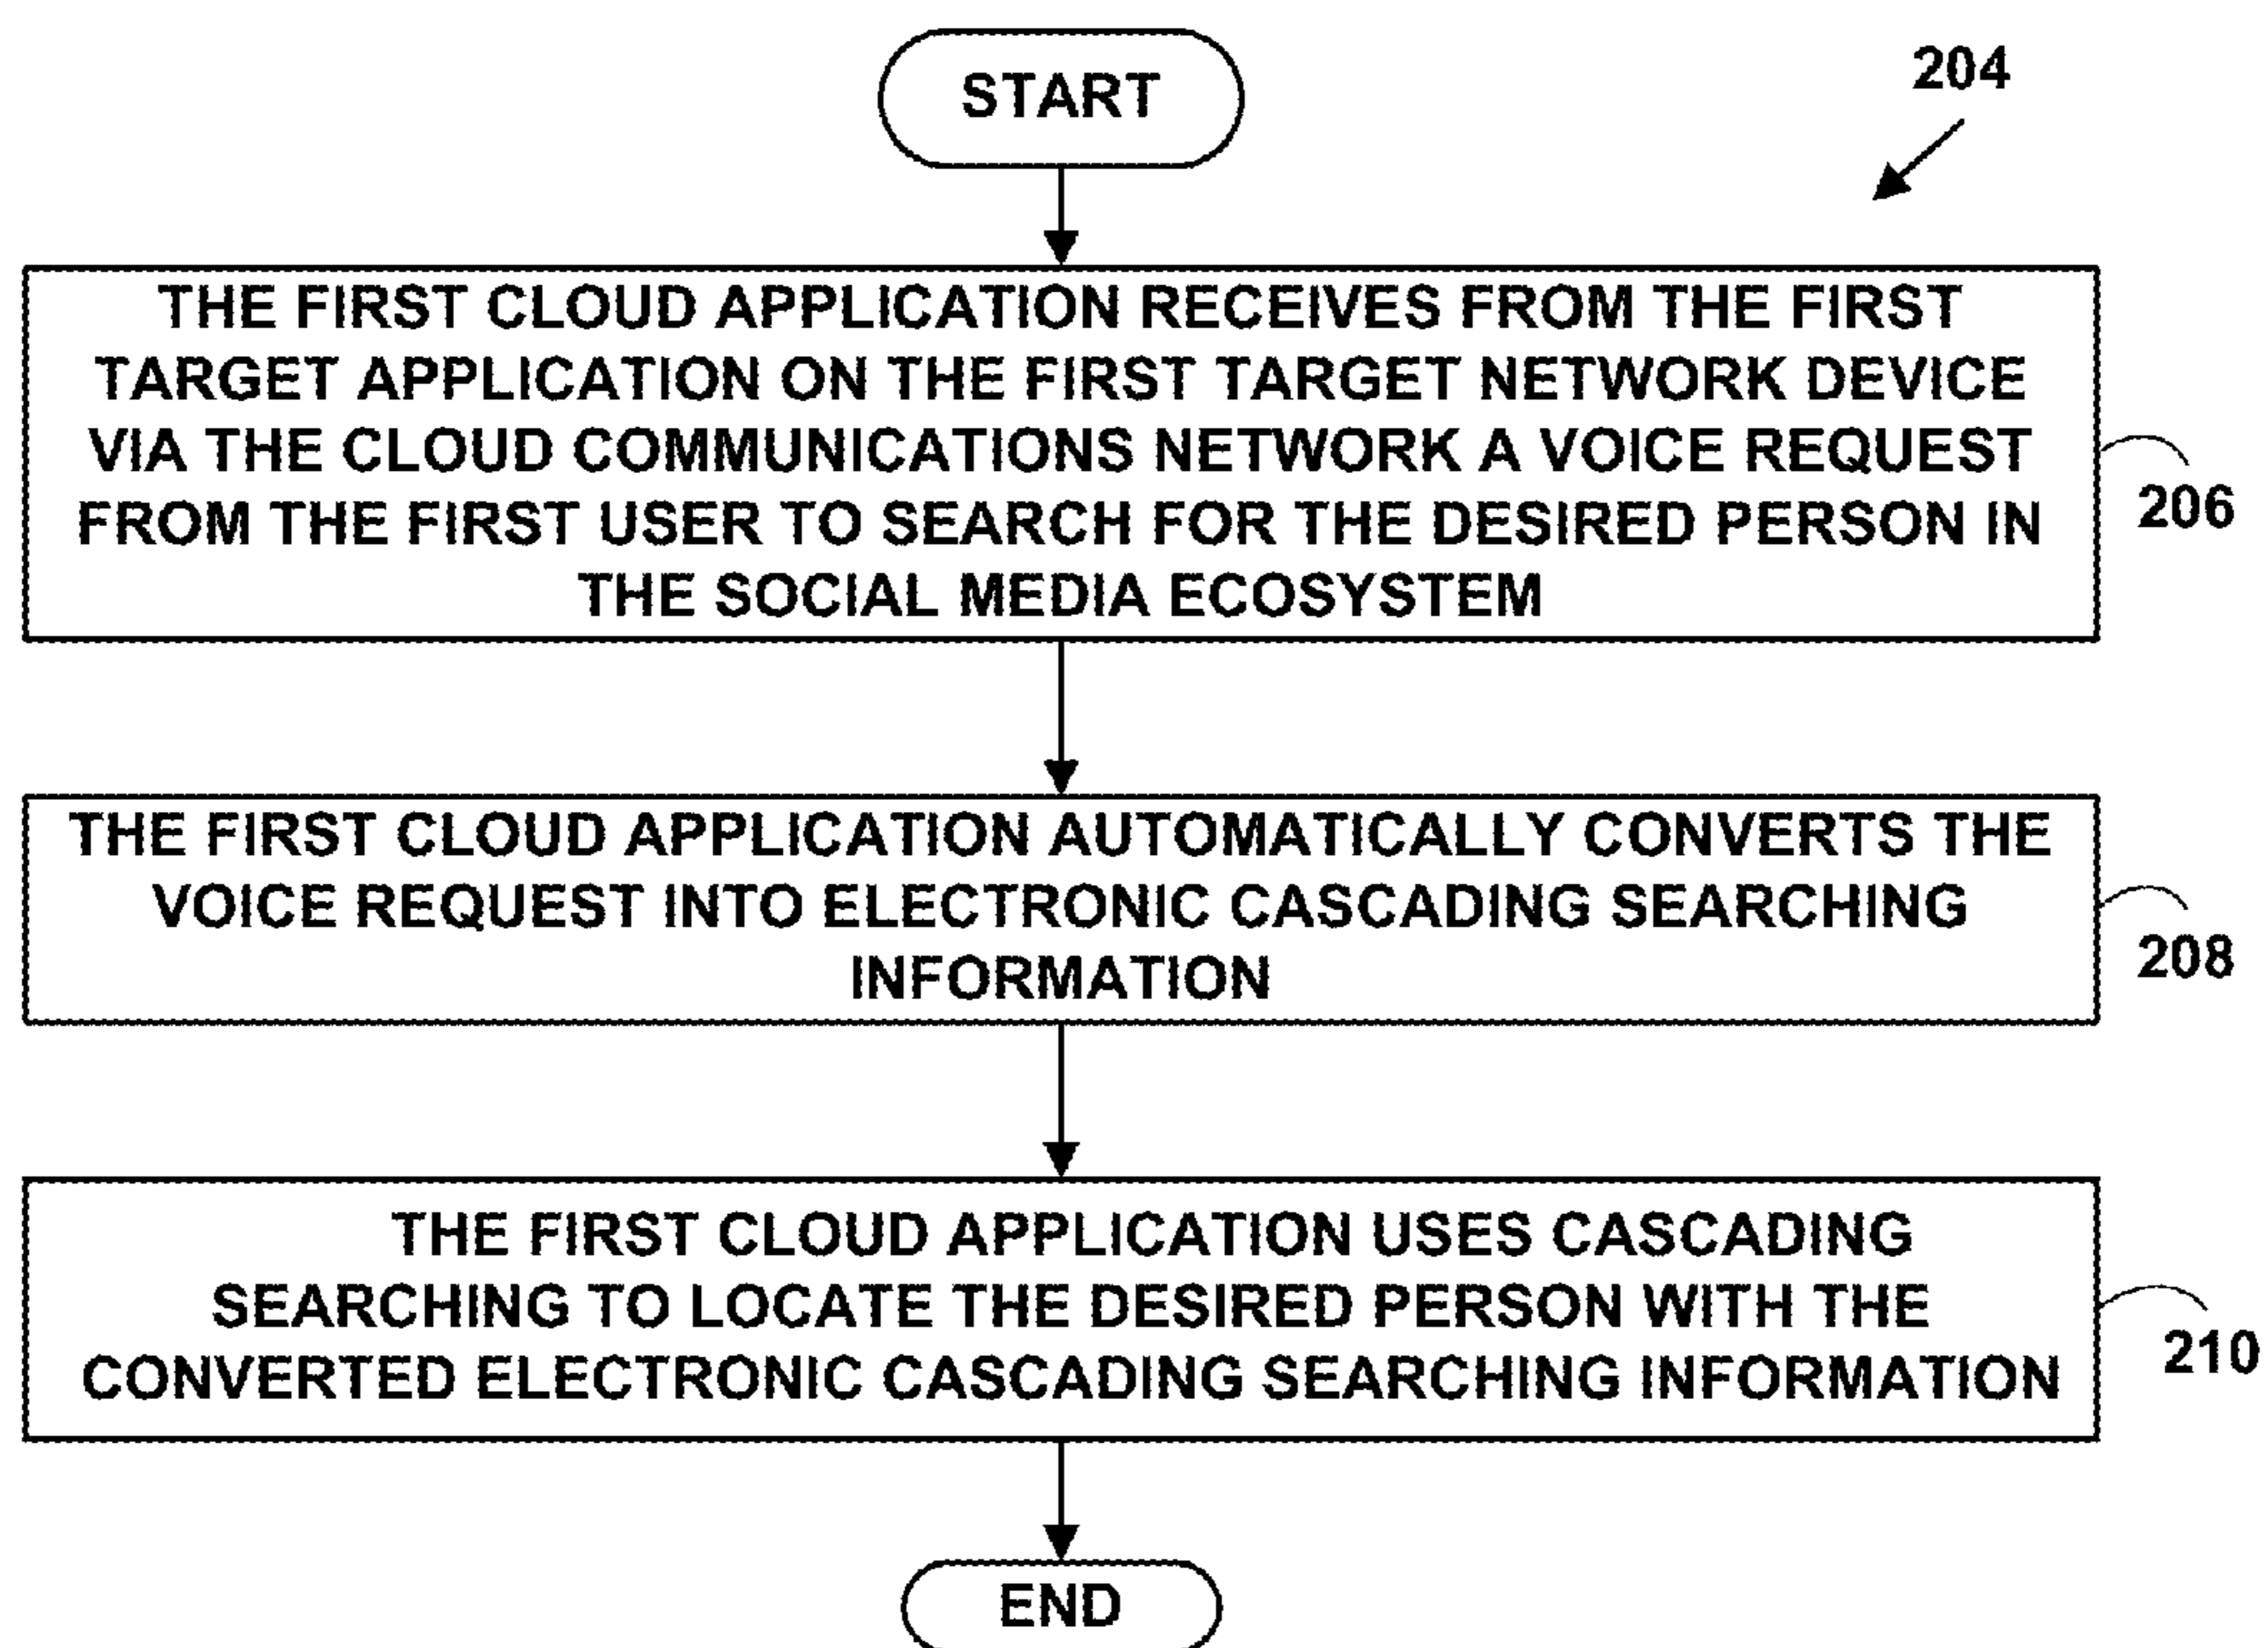 START
204
THE FIRST CLOUD APPLICATION RECEIVES FROM THE FIRST
TARGET APPLICATION ON THE FIRST TARGET NETWORK DEVICE
VIA THE CLOUD COMMUNICATIONS NETWORK A VOICE REQUEST
FROM THE FIRST USER TO SEARCH FOR THE DESIRED PERSON IN
THE SOCIAL MEDIA ECOSYSTEM
206
THE FIRST CLOUD APPLICATION AUTOMATICALLY CONVERTS THE
VOICE REQUEST INTO ELECTRONIC CASCADING SEARCHING
INFORMATION
208
THE FIRST CLOUD APPLICATION USES CASCADING
SEARCHING TO LOCATE THE DESIRED PERSON WITH THE
CONVERTED ELECTRONIC CASCADING SEARCHING INFORMATION
210
END